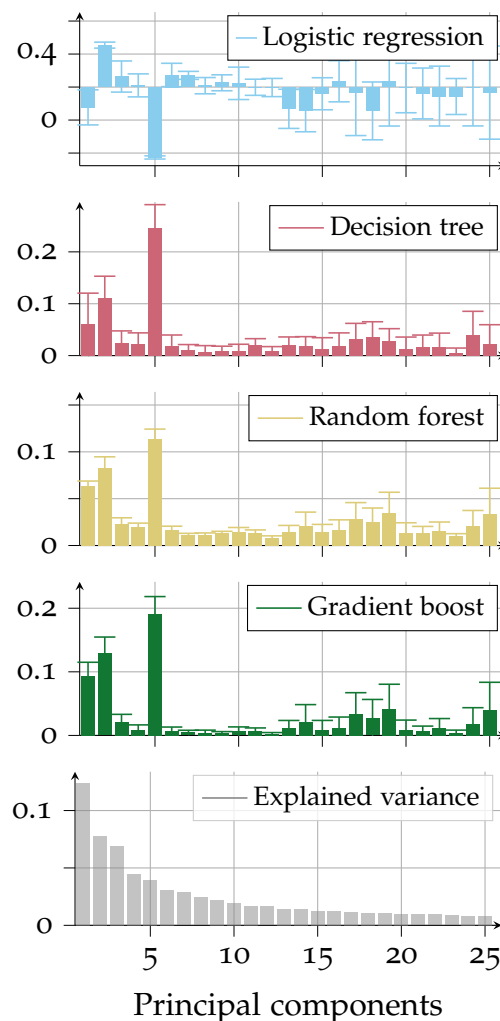 Logistic regression
0.4
0
Decision tree
0.2
0.1
0
Random forest
0.1
0
Gradient boost
0.2
0.1
0
Explained variance
0.1
0
5 10 15 20 25
Principal components